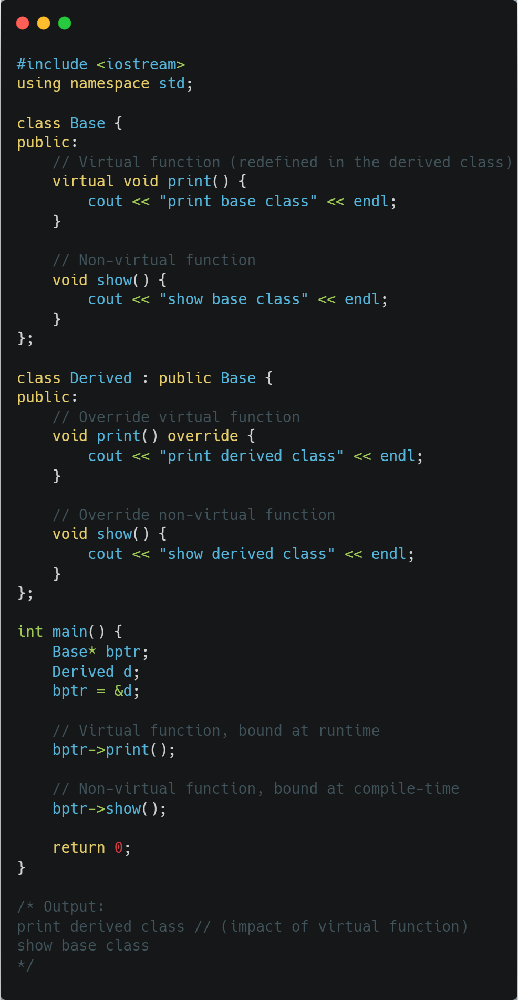 #include <iostream>
using namespace std;
class Base {
public:
    // Virtual function (redefined in the derived class)
    virtual void print() {
        cout << "print base class" << endl;
    }
    // Non-virtual function
    void show() {
        cout << "show base class" << endl;
    }
};
class Derived : public Base {
public:
    // Override virtual function
    void print() override {
        cout << "print derived class" << endl;
    }
    // Override non-virtual function
    void show() {
        cout << "show derived class" << endl;
    }
};
int main() {
    Base* bptr;
    Derived d;
    bptr = &d;
    // Virtual function, bound at runtime
    bptr->print();
    // Non-virtual function, bound at compile-time
    bptr->show();
    return 0;
}
/* Output:
print derived class // (impact of virtual function)
show base class
*/